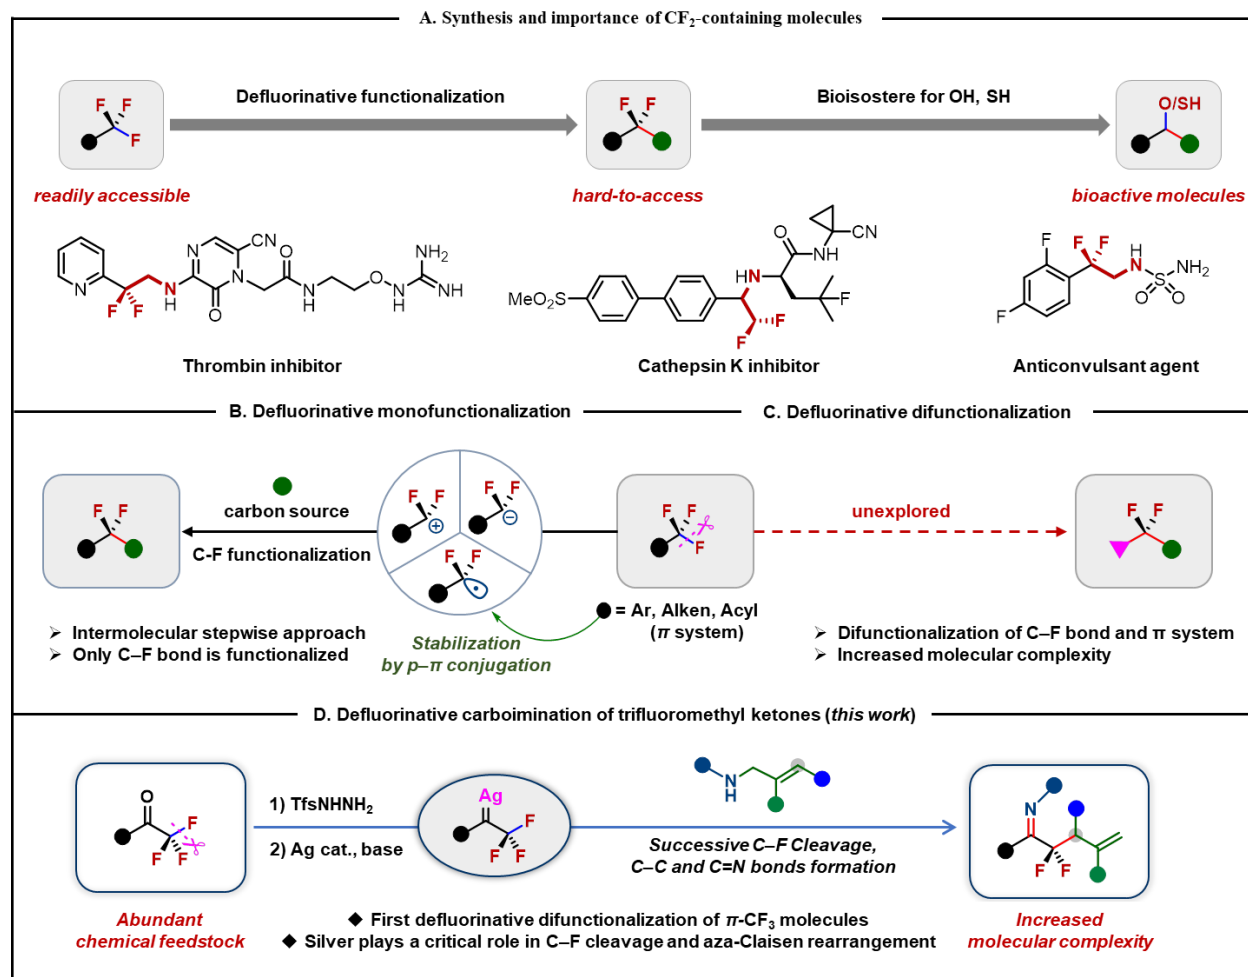 A. Synthesis and importance of CF2-containing molecules
F F
F
Defluorinative functionalization
F F
Bioisostere for OH, SH
O/SH
readily accessible
hard-to-access
bioactive molecules
N
F F
N
H
N
O
CN
N
O
N
H
O
N
H
NH2
NH
Thrombin inhibitor
MeO2S
HN
O
H
N
CN
F
F
F
Cathepsin K inhibitor
F
F
F F
H
N
S
O O
NH2
Anticonvulsant agent
B. Defluorinative monofunctionalization
C. Defluorinative difunctionalization
F F
carbon source
C-F functionalization
F F
+
F F
−
F F
•
F F
F
unexplored
F F
= Ar, Alken, Acyl
(π system)
Stabilization
by p–π conjugation
➢ Intermolecular stepwise approach
➢ Only C–F bond is functionalized
➢ Difunctionalization of C–F bond and π system
➢ Increased molecular complexity
D. Defluorinative carboimination of trifluoromethyl ketones (this work)
O
F
F F
1) TfsNHNH2
2) Ag cat., base
Ag
F
F
F
N
H
Successive C–F Cleavage,
C–C and C=N bonds formation
N
F F
Abundant
chemical feedstock
◆ First defluorinative difunctionalization of π-CF3 molecules
◆ Silver plays a critical role in C–F cleavage and aza-Claisen rearrangement
Increased
molecular complexity